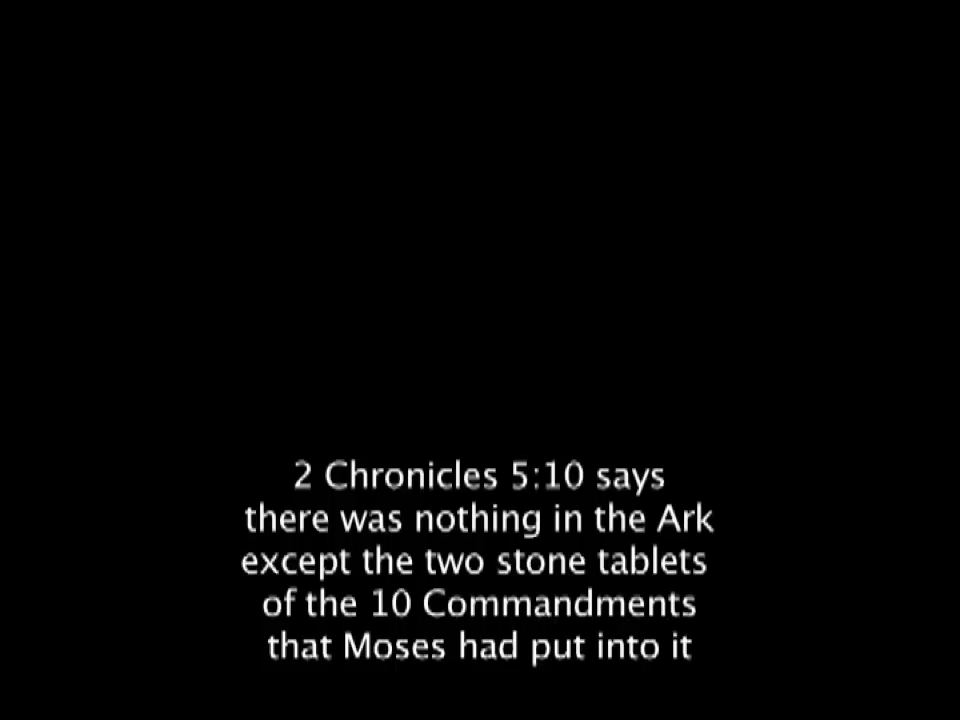 2 Chronicles 5:10 says
there was nothing in the Ark
except the two stone tablets
of the 10 Commandments
that Moses had put into it